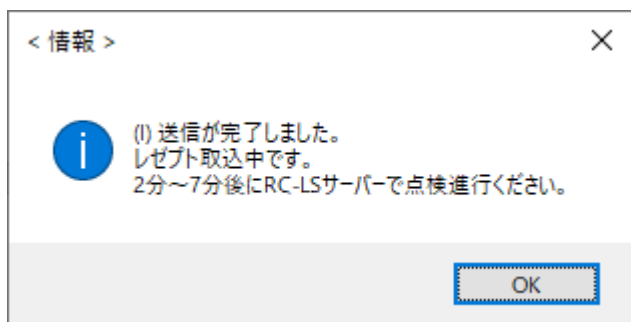 < 情報 >
(I) 送信が完了しました。
レゼプト取込中です。
2分～7分後にRC-LSサーバーで点検進行ください。
OK